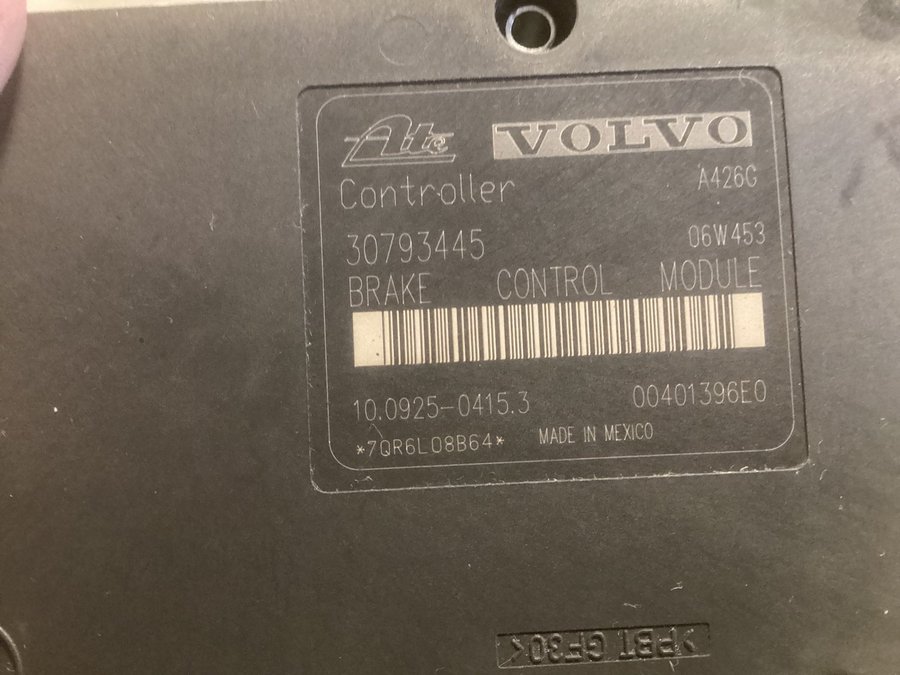 Ate VOLVO
Controller A426G
30793445 06W453
BRAKE CONTROL MODULE
10.0925-0415.3 00401396E0
*7QR6L08B64* MADE IN MEXICO
>PBT GF30<